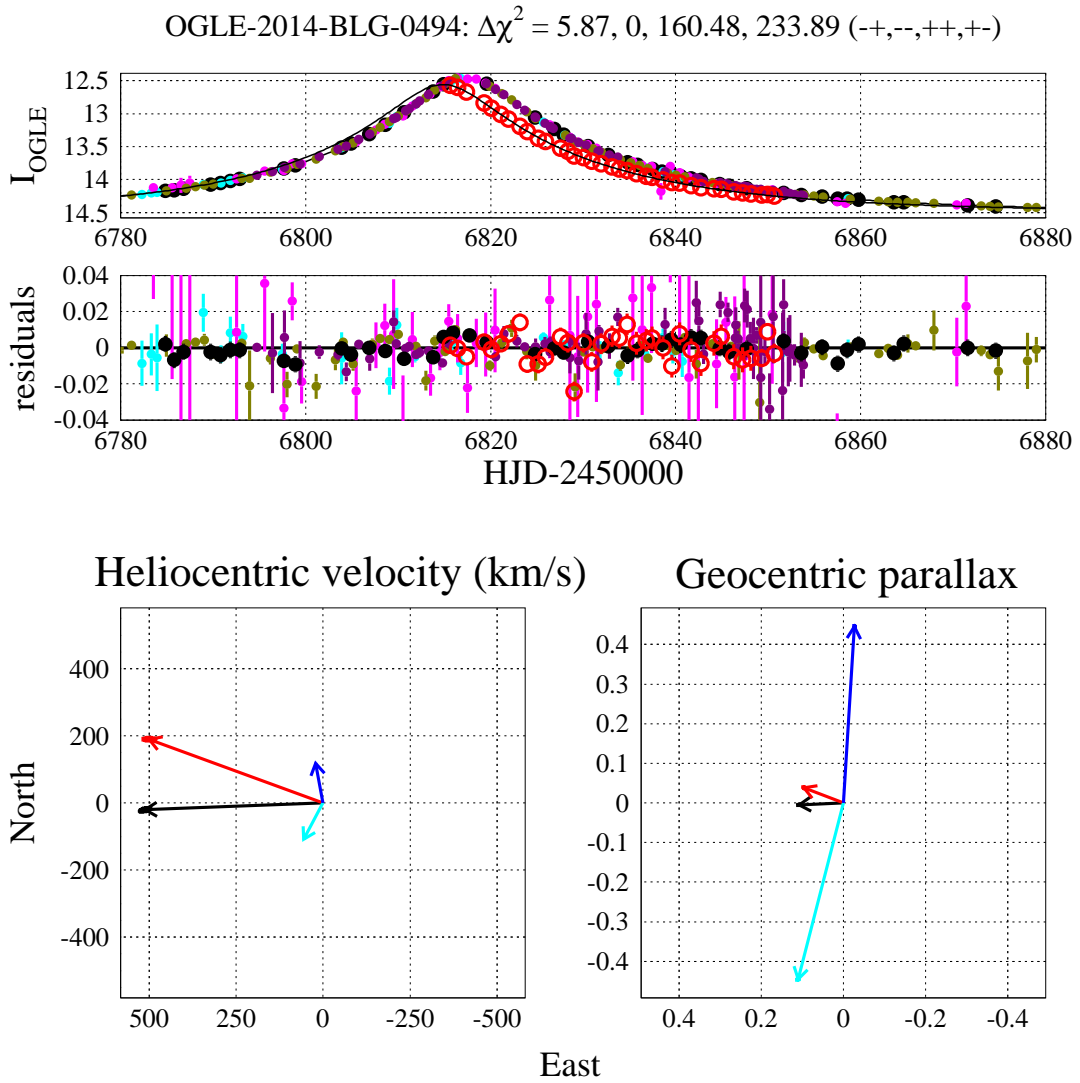 OGLE-2014-BLG-0494: Δχ² = 5.87, 0, 160.48, 233.89 (-+,--,++,+-)
I_OGLE
12.5
13
13.5
14
14.5
6780 6800 6820 6840 6860 6880
residuals
0.04
0.02
0
-0.02
-0.04
6780 6800 6820 6840 6860 6880
HJD-2450000
Heliocentric velocity (km/s)
North
400
200
0
-200
-400
500 250 0 -250 -500
Geocentric parallax
0.4
0.3
0.2
0.1
0
-0.1
-0.2
-0.3
-0.4
0.4 0.2 0 -0.2 -0.4
East